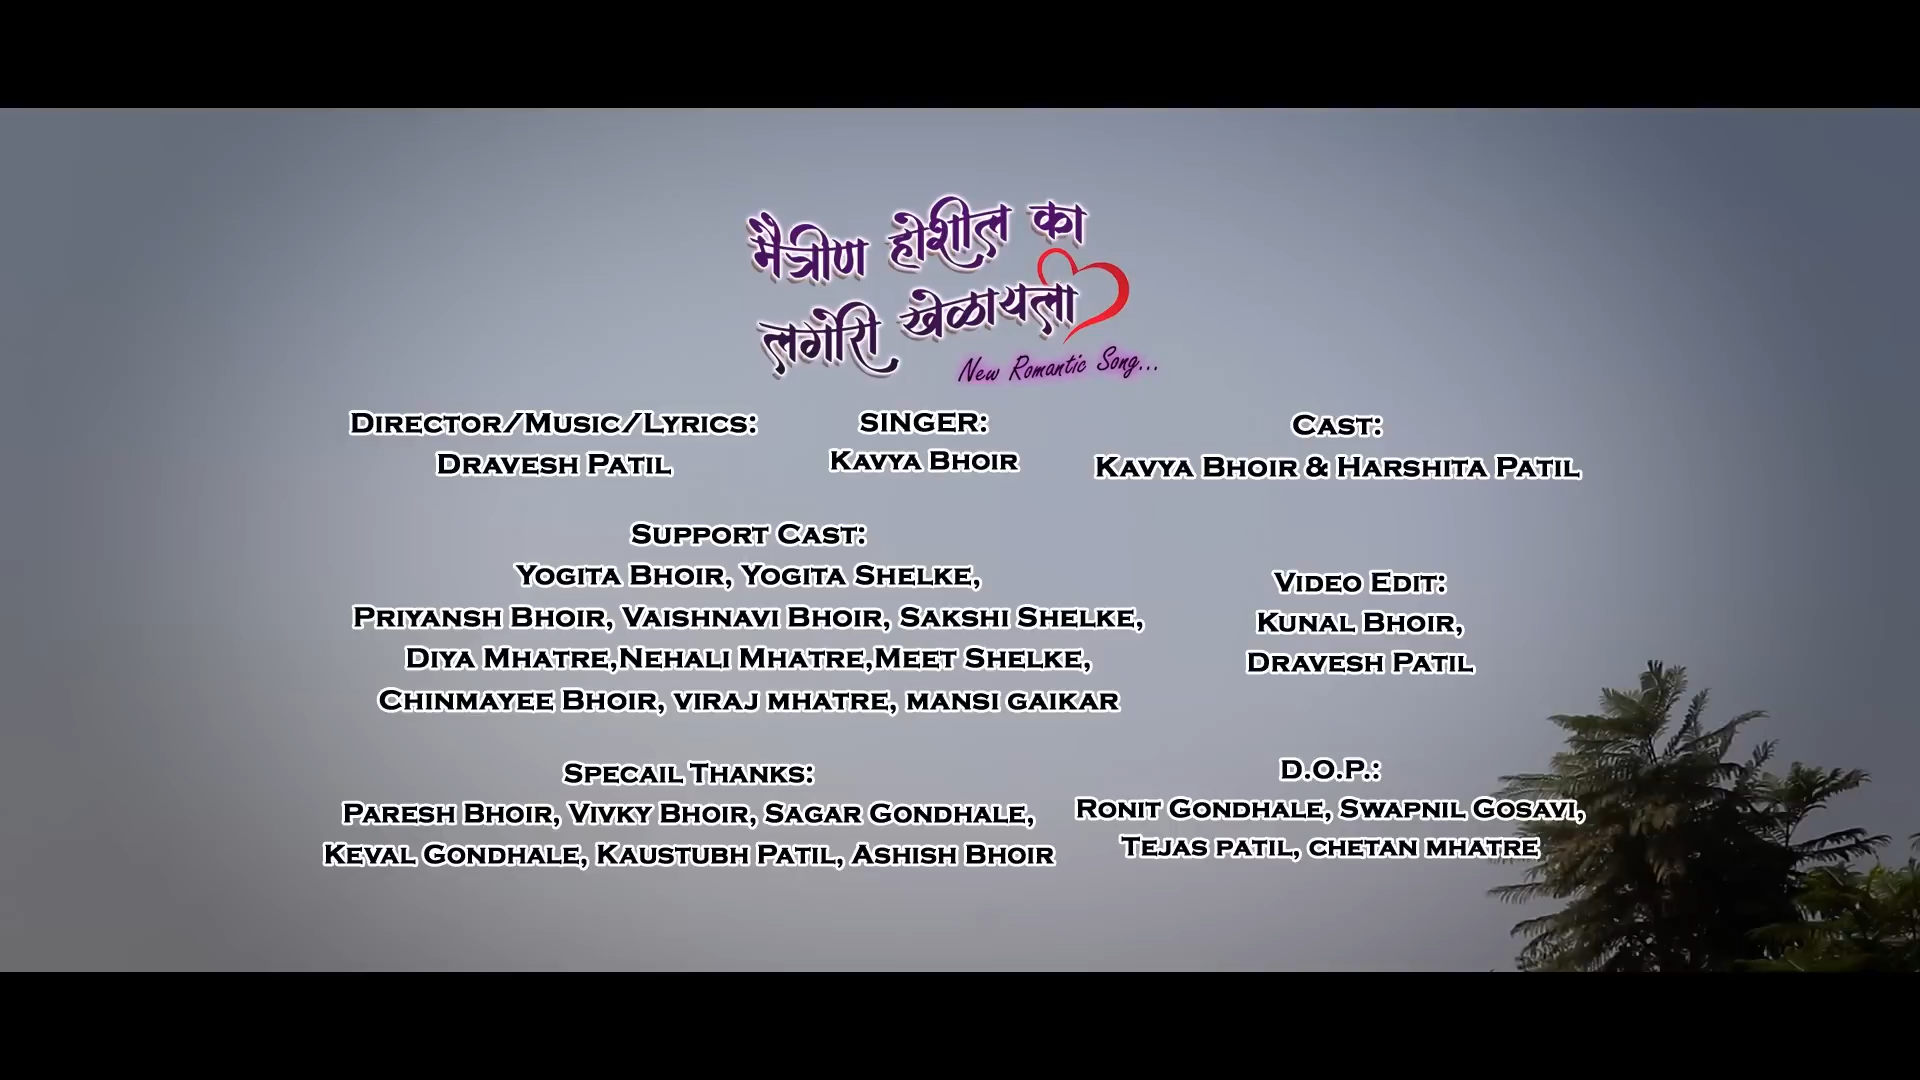 मैत्रीण होशील का
लगोरी खेळायला
New Romantic Song...
DIRECTOR/MUSIC/LYRICS:
DRAVESH PATIL
SINGER:
KAVYA BHOIR
CAST:
KAVYA BHOIR & HARSHITA PATIL
SUPPORT CAST:
YOGITA BHOIR, YOGITA SHELKE,
PRIYANSH BHOIR, VAISHNAVI BHOIR, SAKSHI SHELKE,
DIYA MHATRE,NEHALI MHATRE,MEET SHELKE,
CHINMAYEE BHOIR, VIRAJ MHATRE, MANSI GAIKAR
VIDEO EDIT:
KUNAL BHOIR,
DRAVESH PATIL
SPECAIL THANKS:
PARESH BHOIR, VIVKY BHOIR, SAGAR GONDHALE,
KEVAL GONDHALE, KAUSTUBH PATIL, ASHISH BHOIR
D.O.P.:
RONIT GONDHALE, SWAPNIL GOSAVI,
TEJAS PATIL, CHETAN MHATRE